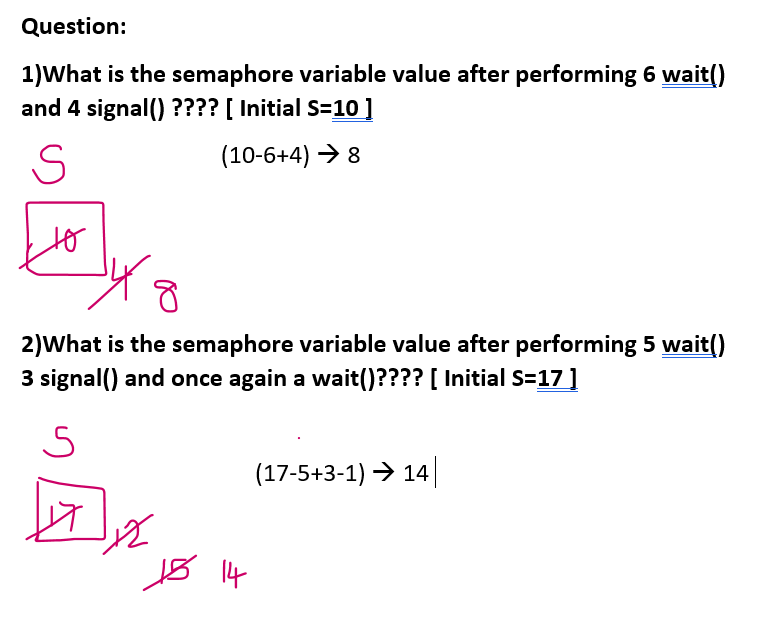 Question:
1)What is the semaphore variable value after performing 6 wait()
and 4 signal() ???? [ Initial S=10 ]
S
(10-6+4) → 8
10
4 8
2)What is the semaphore variable value after performing 5 wait()
3 signal() and once again a wait()???? [ Initial S=17 ]
S
(17-5+3-1) → 14
17
12
15 14